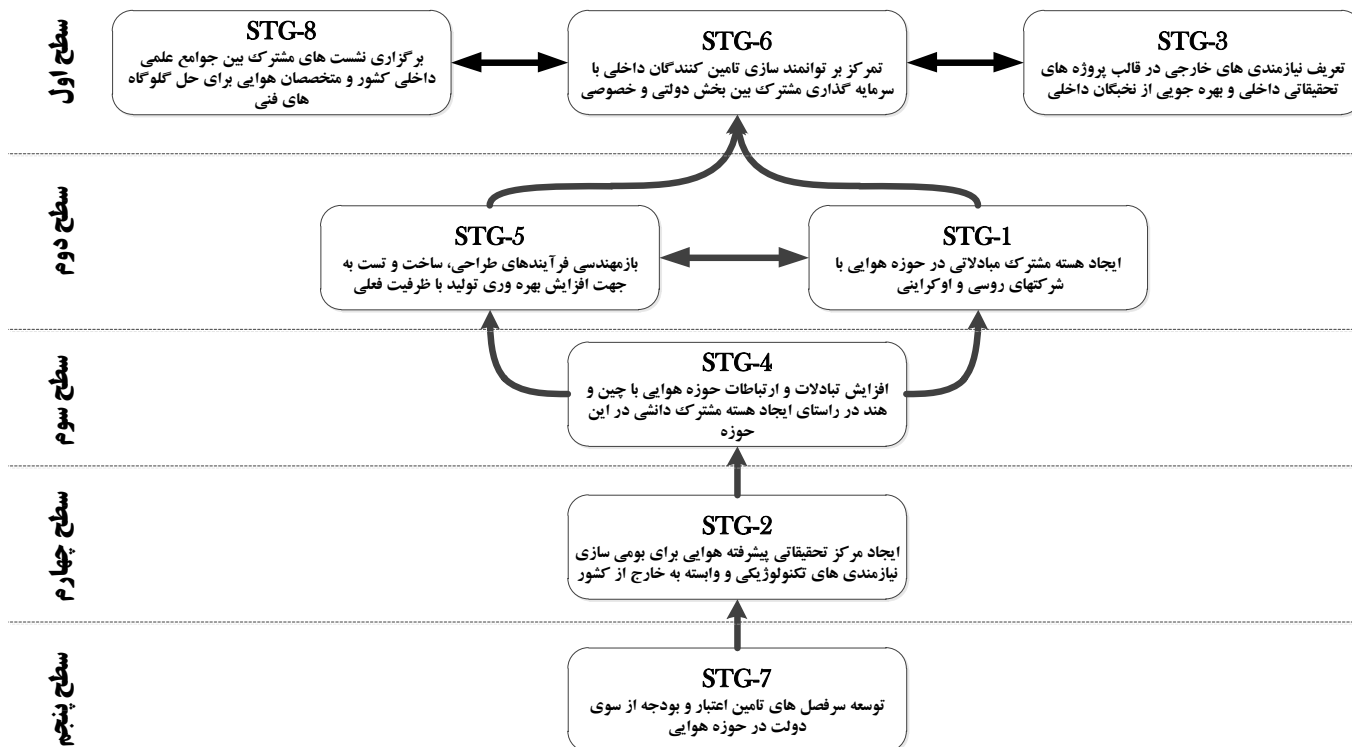 سطح اول
STG-3
تعریف نیازمندی های خارجی در قالب پروژه های
تحقیقاتی داخلی و بهره جویی از نخبگان داخلی
STG-6
تمرکز بر توانمند سازی تامین کنندگان داخلی با
سرمایه گذاری مشترک بین بخش دولتی و خصوصی
STG-8
برگزاری نشست های مشترک بین جوامع علمی
داخلی کشور و متخصصان هوایی برای حل گلوگاه
های فنی
سطح دوم
STG-1
ایجاد هسته مشترک مبادلاتی در حوزه هوایی با
شرکتهای روسی و اوکراینی
STG-5
بازمهندسی فرآیندهای طراحی، ساخت و تست به
جهت افزایش بهره وری تولید با ظرفیت فعلی
سطح سوم
STG-4
افزایش تبادلات و ارتباطات حوزه هوایی با چین و
هند در راستای ایجاد هسته مشترک دانشی در این
حوزه
سطح چهارم
STG-2
ایجاد مرکز تحقیقاتی پیشرفته هوایی برای بومی سازی
نیازمندی های تکنولوژیکی و وابسته به خارج از کشور
سطح پنجم
STG-7
توسعه سرفصل های تامین اعتبار و بودجه از سوی
دولت در حوزه هوایی